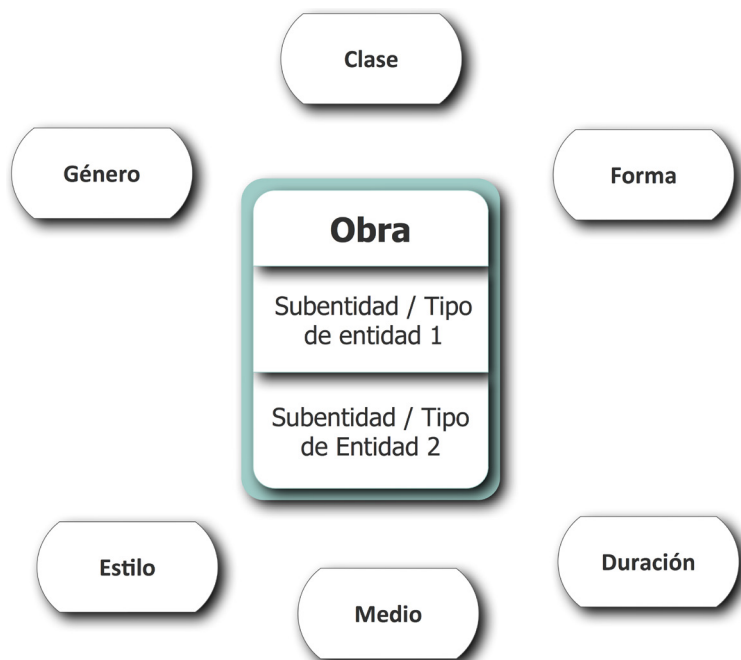 Clase
Género
Forma
Obra
Subentidad / Tipo
de entidad 1
Subentidad / Tipo
de Entidad 2
Estilo
Duración
Medio